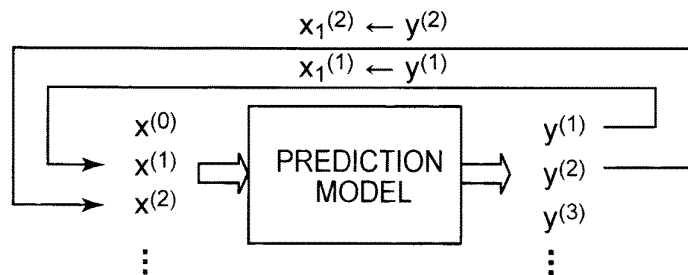 x₁⁽²⁾ ← y⁽²⁾
x₁⁽¹⁾ ← y⁽¹⁾
x⁽⁰⁾
x⁽¹⁾
x⁽²⁾
⋮
PREDICTION
MODEL
y⁽¹⁾
y⁽²⁾
y⁽³⁾
⋮